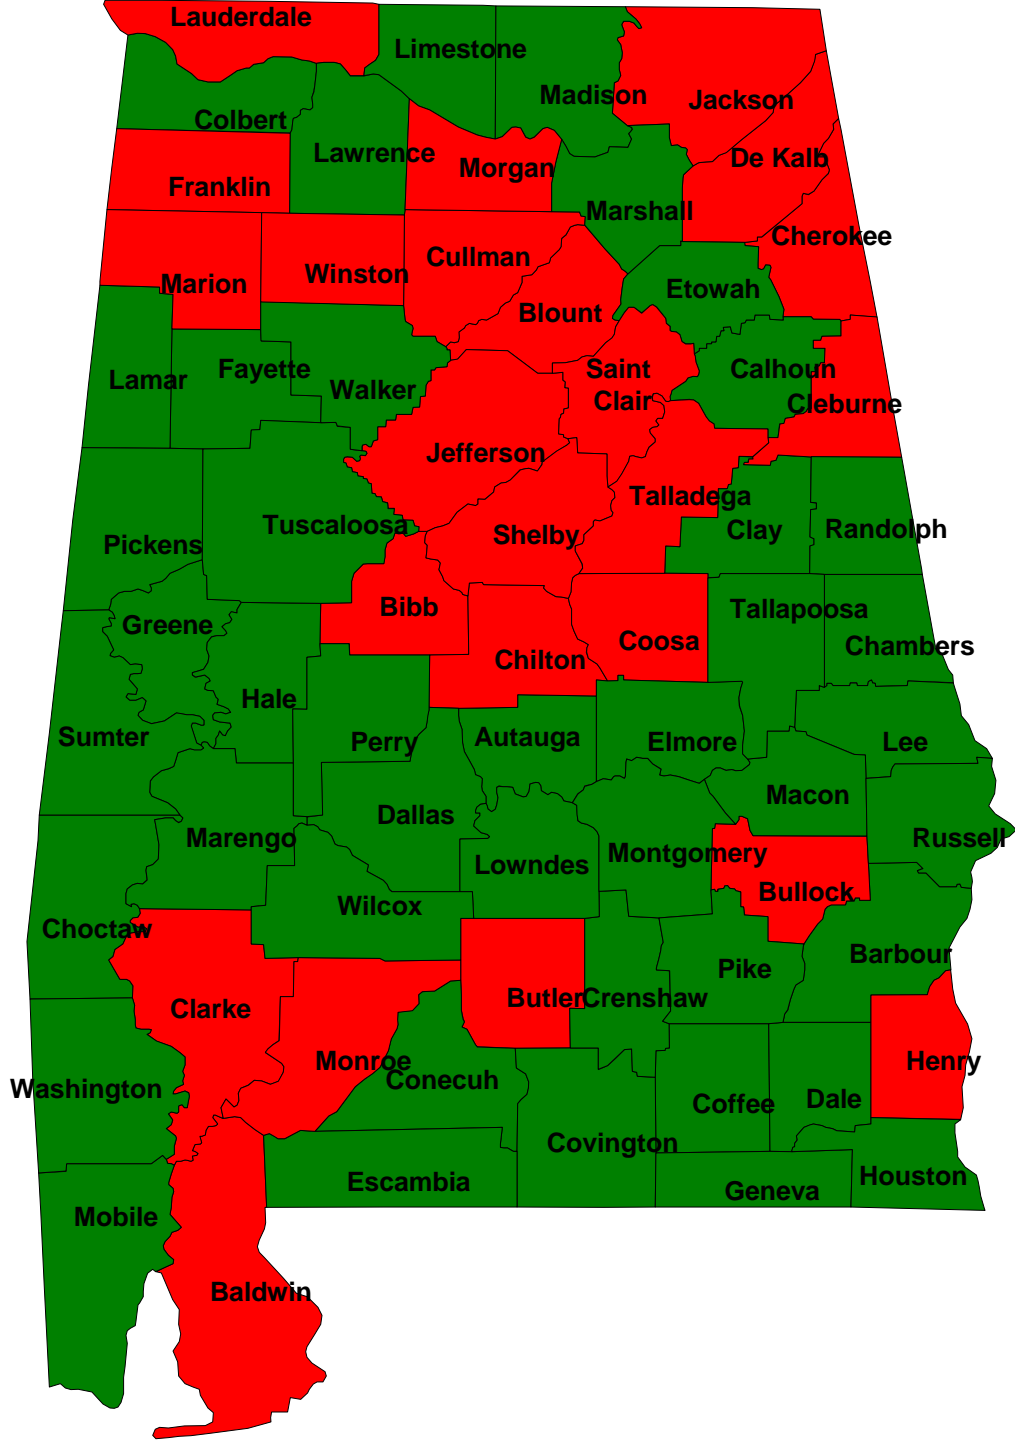 Lauderdale
Limestone
Madison
Jackson
Colbert
Lawrence
Morgan
De Kalb
Franklin
Marshall
Cherokee
Cullman
Winston
Marion
Etowah
Blount
Saint
Clair
Calhoun
Fayette
Lamar
Walker
Cleburne
Jefferson
Talladega
Tuscaloosa
Shelby
Clay
Randolph
Pickens
Bibb
Tallapoosa
Greene
Coosa
Chambers
Chilton
Hale
Sumter
Perry
Autauga
Elmore
Lee
Macon
Dallas
Marengo
Russell
Montgomery
Lowndes
Bullock
Wilcox
Choctaw
Barbour
Pike
Butler
Crenshaw
Clarke
Monroe
Henry
Conecuh
Washington
Dale
Coffee
Covington
Houston
Escambia
Geneva
Mobile
Baldwin